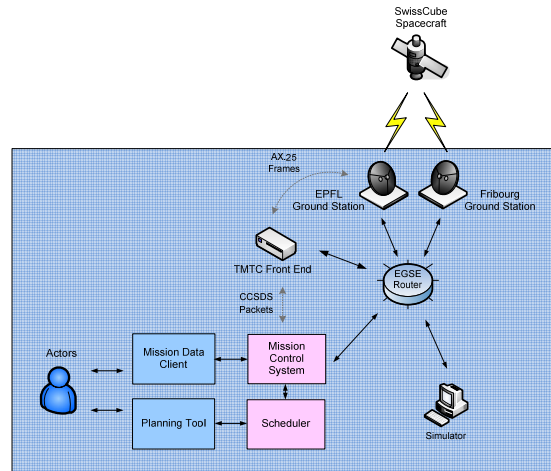 SwissCube
Spacecraft
AX.25
Frames
EPFL
Ground Station
Fribourg
Ground Station
TMTC Front End
EGSE
Router
CCSDS
Packets
Actors
Mission Data
Client
Mission
Control
System
Planning Tool
Scheduler
Simulator